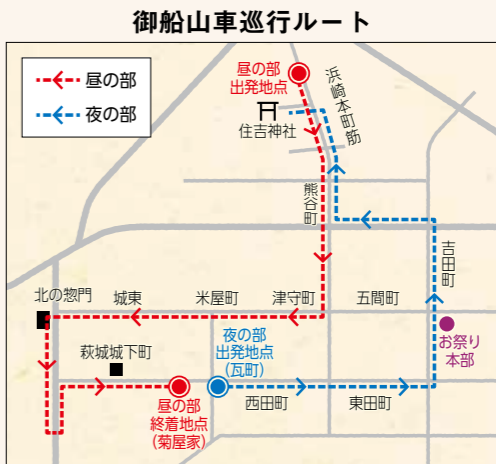 御船山車巡行ルート
昼の部
夜の部
昼の部
出発地点
浜崎本町筋
住吉神社
熊谷町
吉田町
北の惣門
城東
米屋町
津守町
五間町
お祭り
本部
萩城城下町
夜の部
出発地点
(瓦町)
昼の部
終着地点
(菊屋家)
西田町
東田町